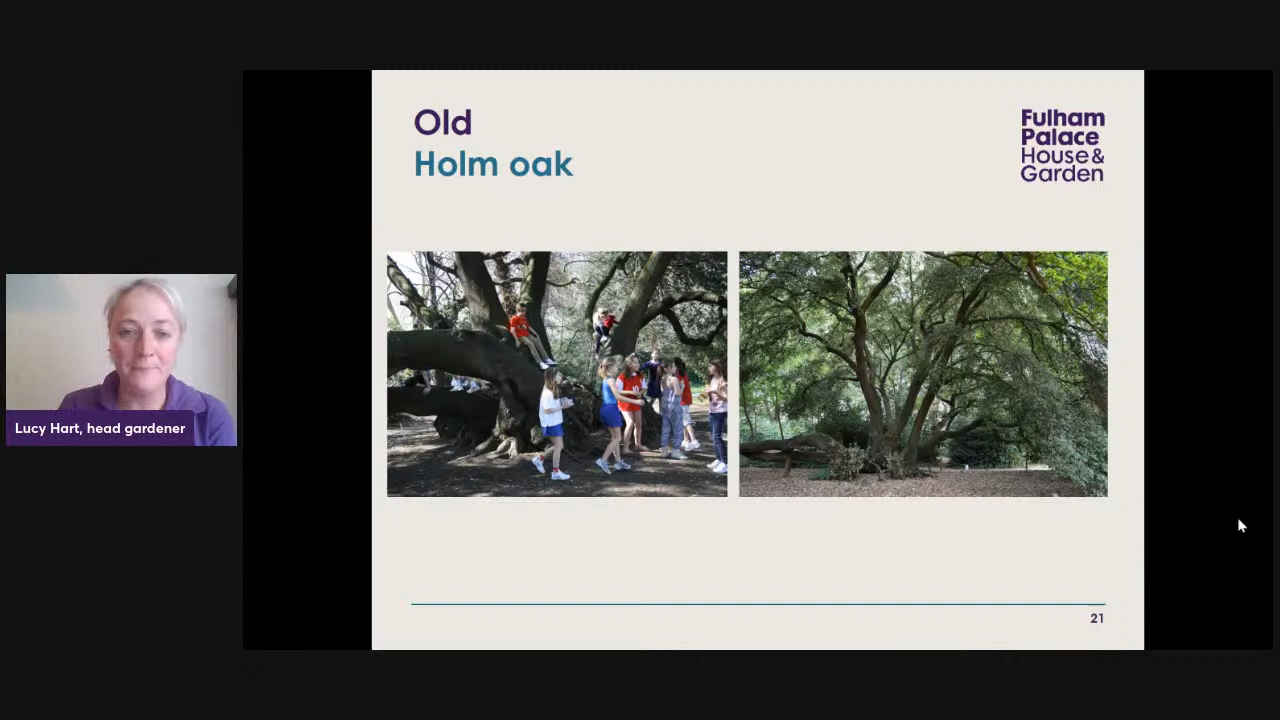 Old
Holm oak
Fulham
Palace
House &
Garden
Lucy Hart, head gardener
21